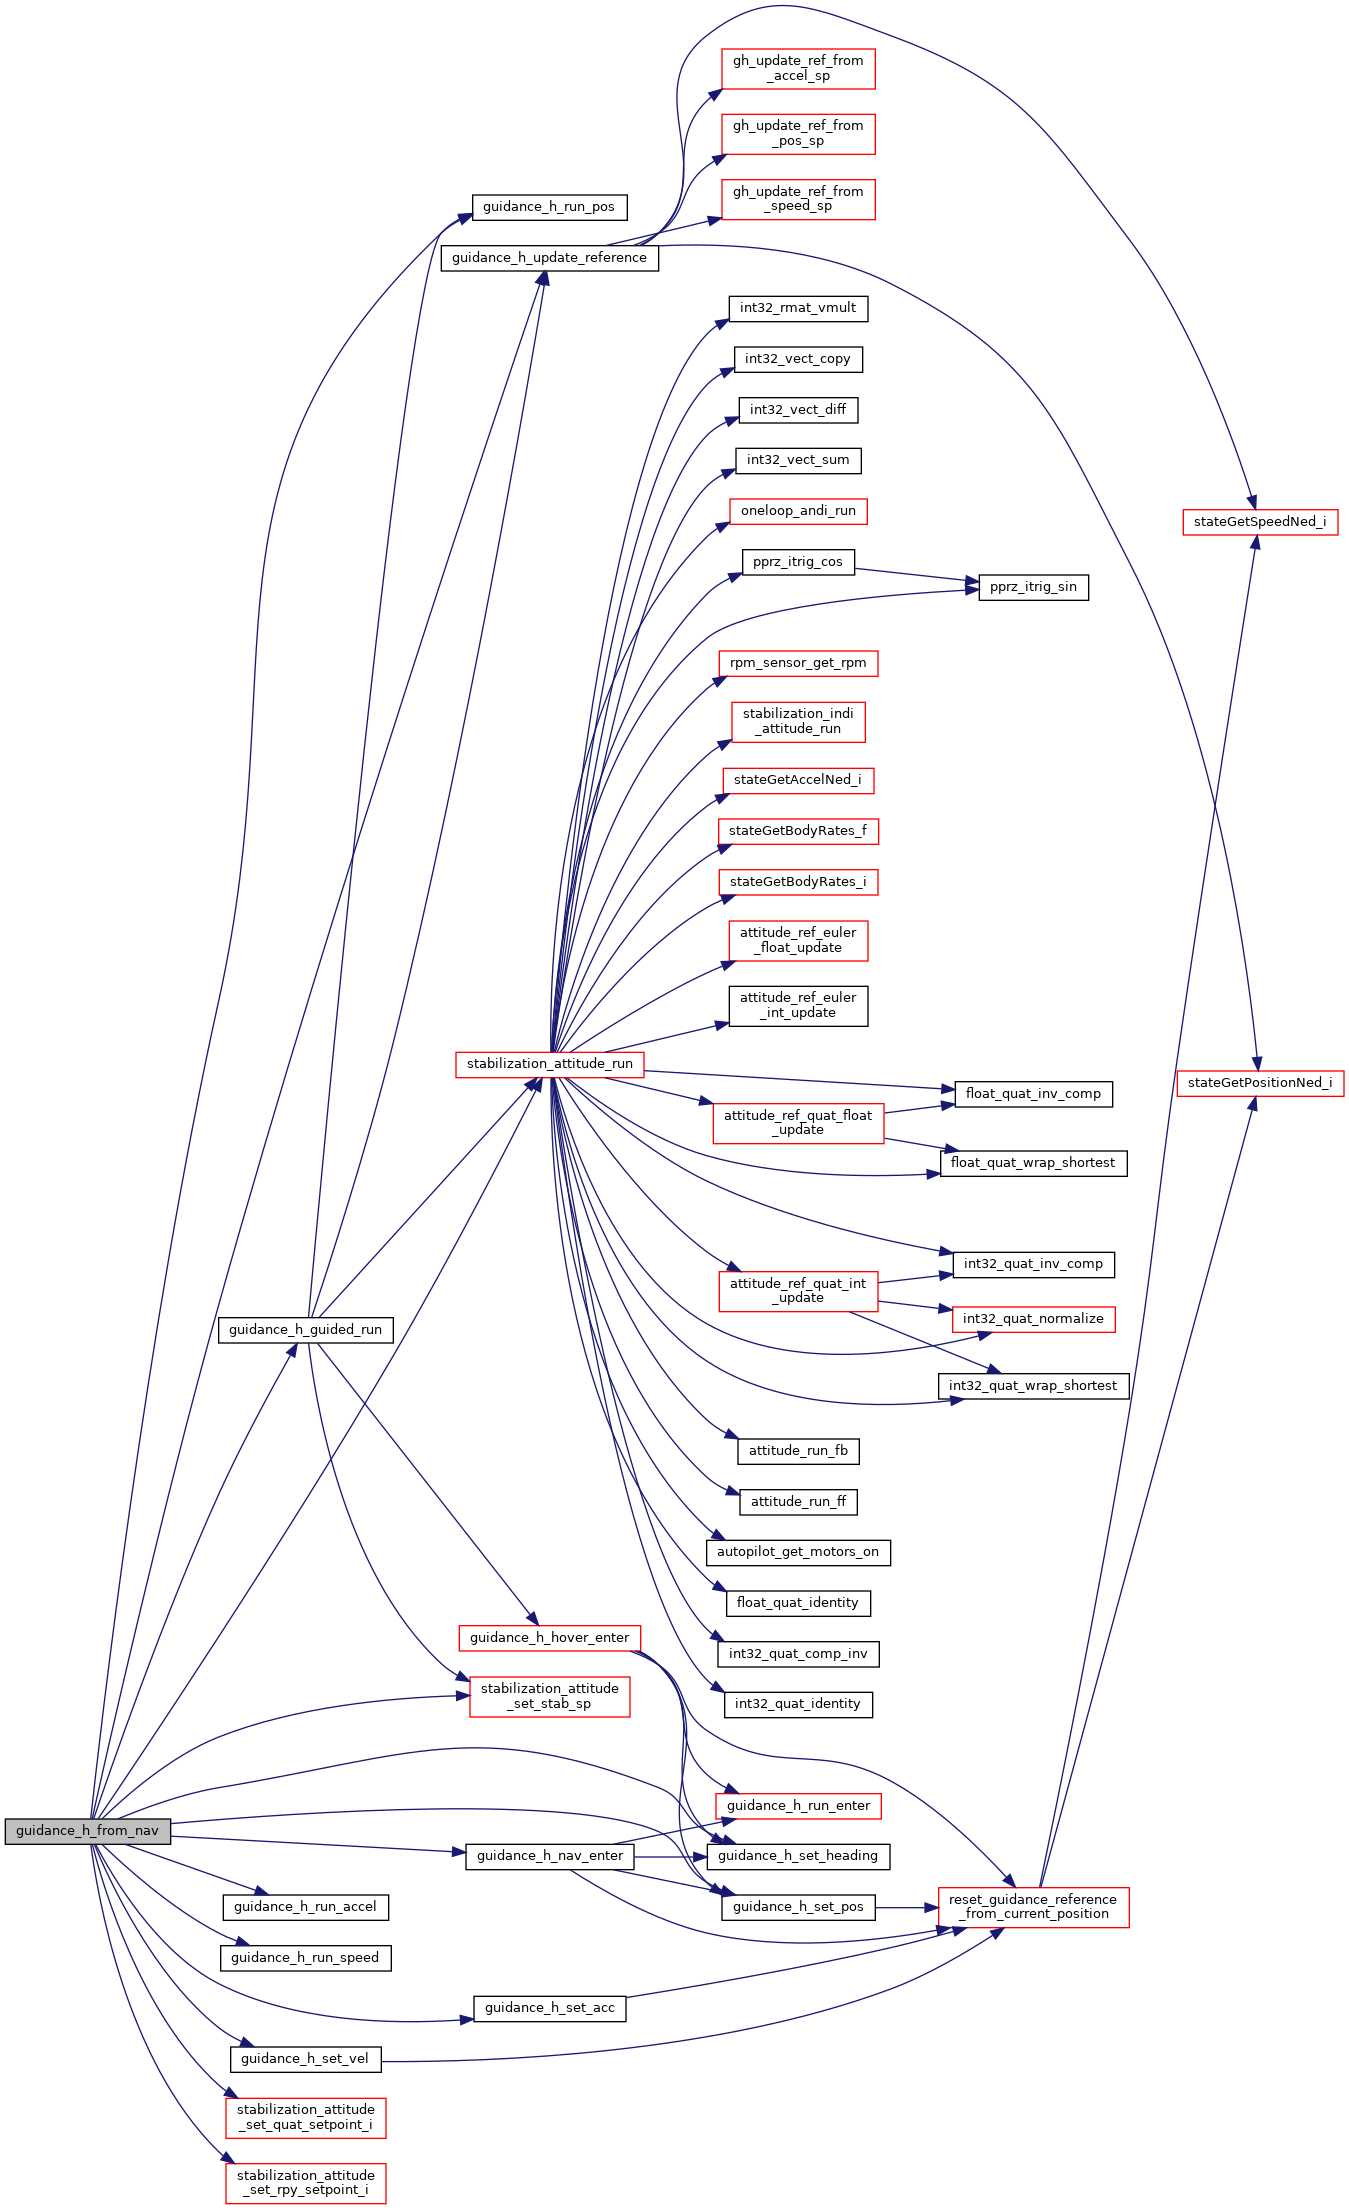 gh_update_ref_from
_accel_sp
gh_update_ref_from
_pos_sp
gh_update_ref_from
_speed_sp
guidance_h_run_pos
guidance_h_update_reference
int32_rmat_vmult
int32_vect_copy
int32_vect_diff
int32_vect_sum
oneloop_andi_run
stateGetSpeedNed_i
pprz_itrig_cos
pprz_itrig_sin
rpm_sensor_get_rpm
stabilization_indi
_attitude_run
stateGetAccelNed_i
stateGetBodyRates_f
stateGetBodyRates_i
attitude_ref_euler
_float_update
attitude_ref_euler
_int_update
stabilization_attitude_run
stateGetPositionNed_i
float_quat_inv_comp
attitude_ref_quat_float
_update
float_quat_wrap_shortest
int32_quat_inv_comp
attitude_ref_quat_int
_update
int32_quat_normalize
guidance_h_guided_run
int32_quat_wrap_shortest
attitude_run_fb
attitude_run_ff
autopilot_get_motors_on
float_quat_identity
guidance_h_hover_enter
int32_quat_comp_inv
stabilization_attitude
_set_stab_sp
int32_quat_identity
guidance_h_run_enter
guidance_h_from_nav
guidance_h_nav_enter
guidance_h_set_heading
guidance_h_run_accel
guidance_h_set_pos
reset_guidance_reference
_from_current_position
guidance_h_run_speed
guidance_h_set_acc
guidance_h_set_vel
stabilization_attitude
_set_quat_setpoint_i
stabilization_attitude
_set_rpy_setpoint_i